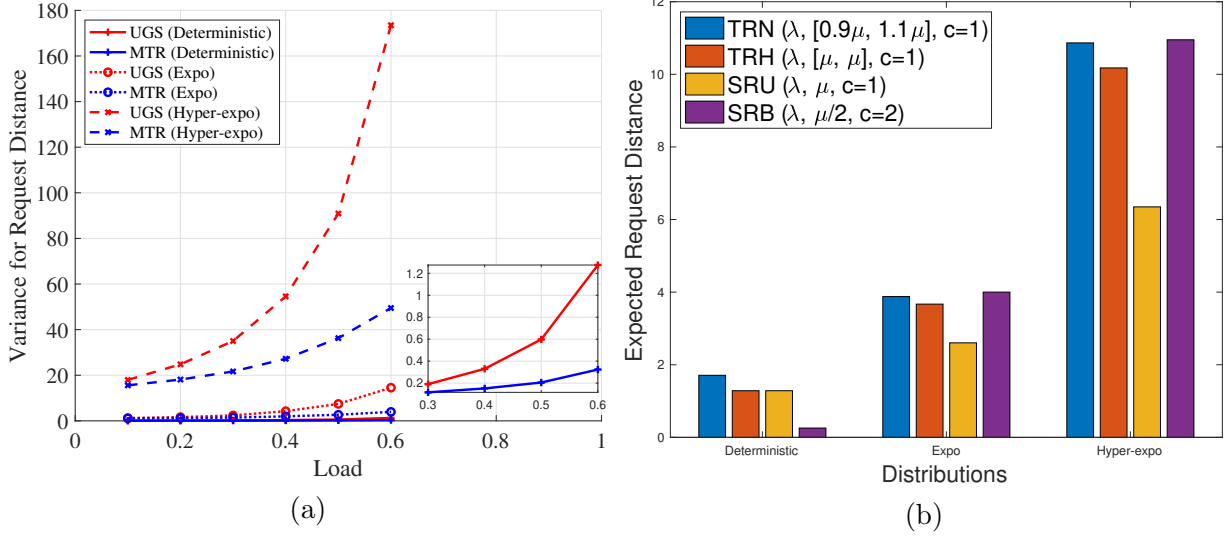 180
160
140
120
100
80
60
40
20
0
Variance for Request Distance
UGS (Deterministic)
MTR (Deterministic)
UGS (Expo)
MTR (Expo)
UGS (Hyper-expo)
MTR (Hyper-expo)
1.2
1
0.8
0.6
0.4
0.2
0.3 0.4 0.5 0.6
0 0.2 0.4 0.6 0.8 1
Load
(a)
12
10
8
6
4
2
0
Expected Request Distance
TRN (λ, [0.9μ, 1.1μ], c=1)
TRH (λ, [μ, μ], c=1)
SRU (λ, μ, c=1)
SRB (λ, μ/2, c=2)
Deterministic Expo Hyper-expo
Distributions
(b)